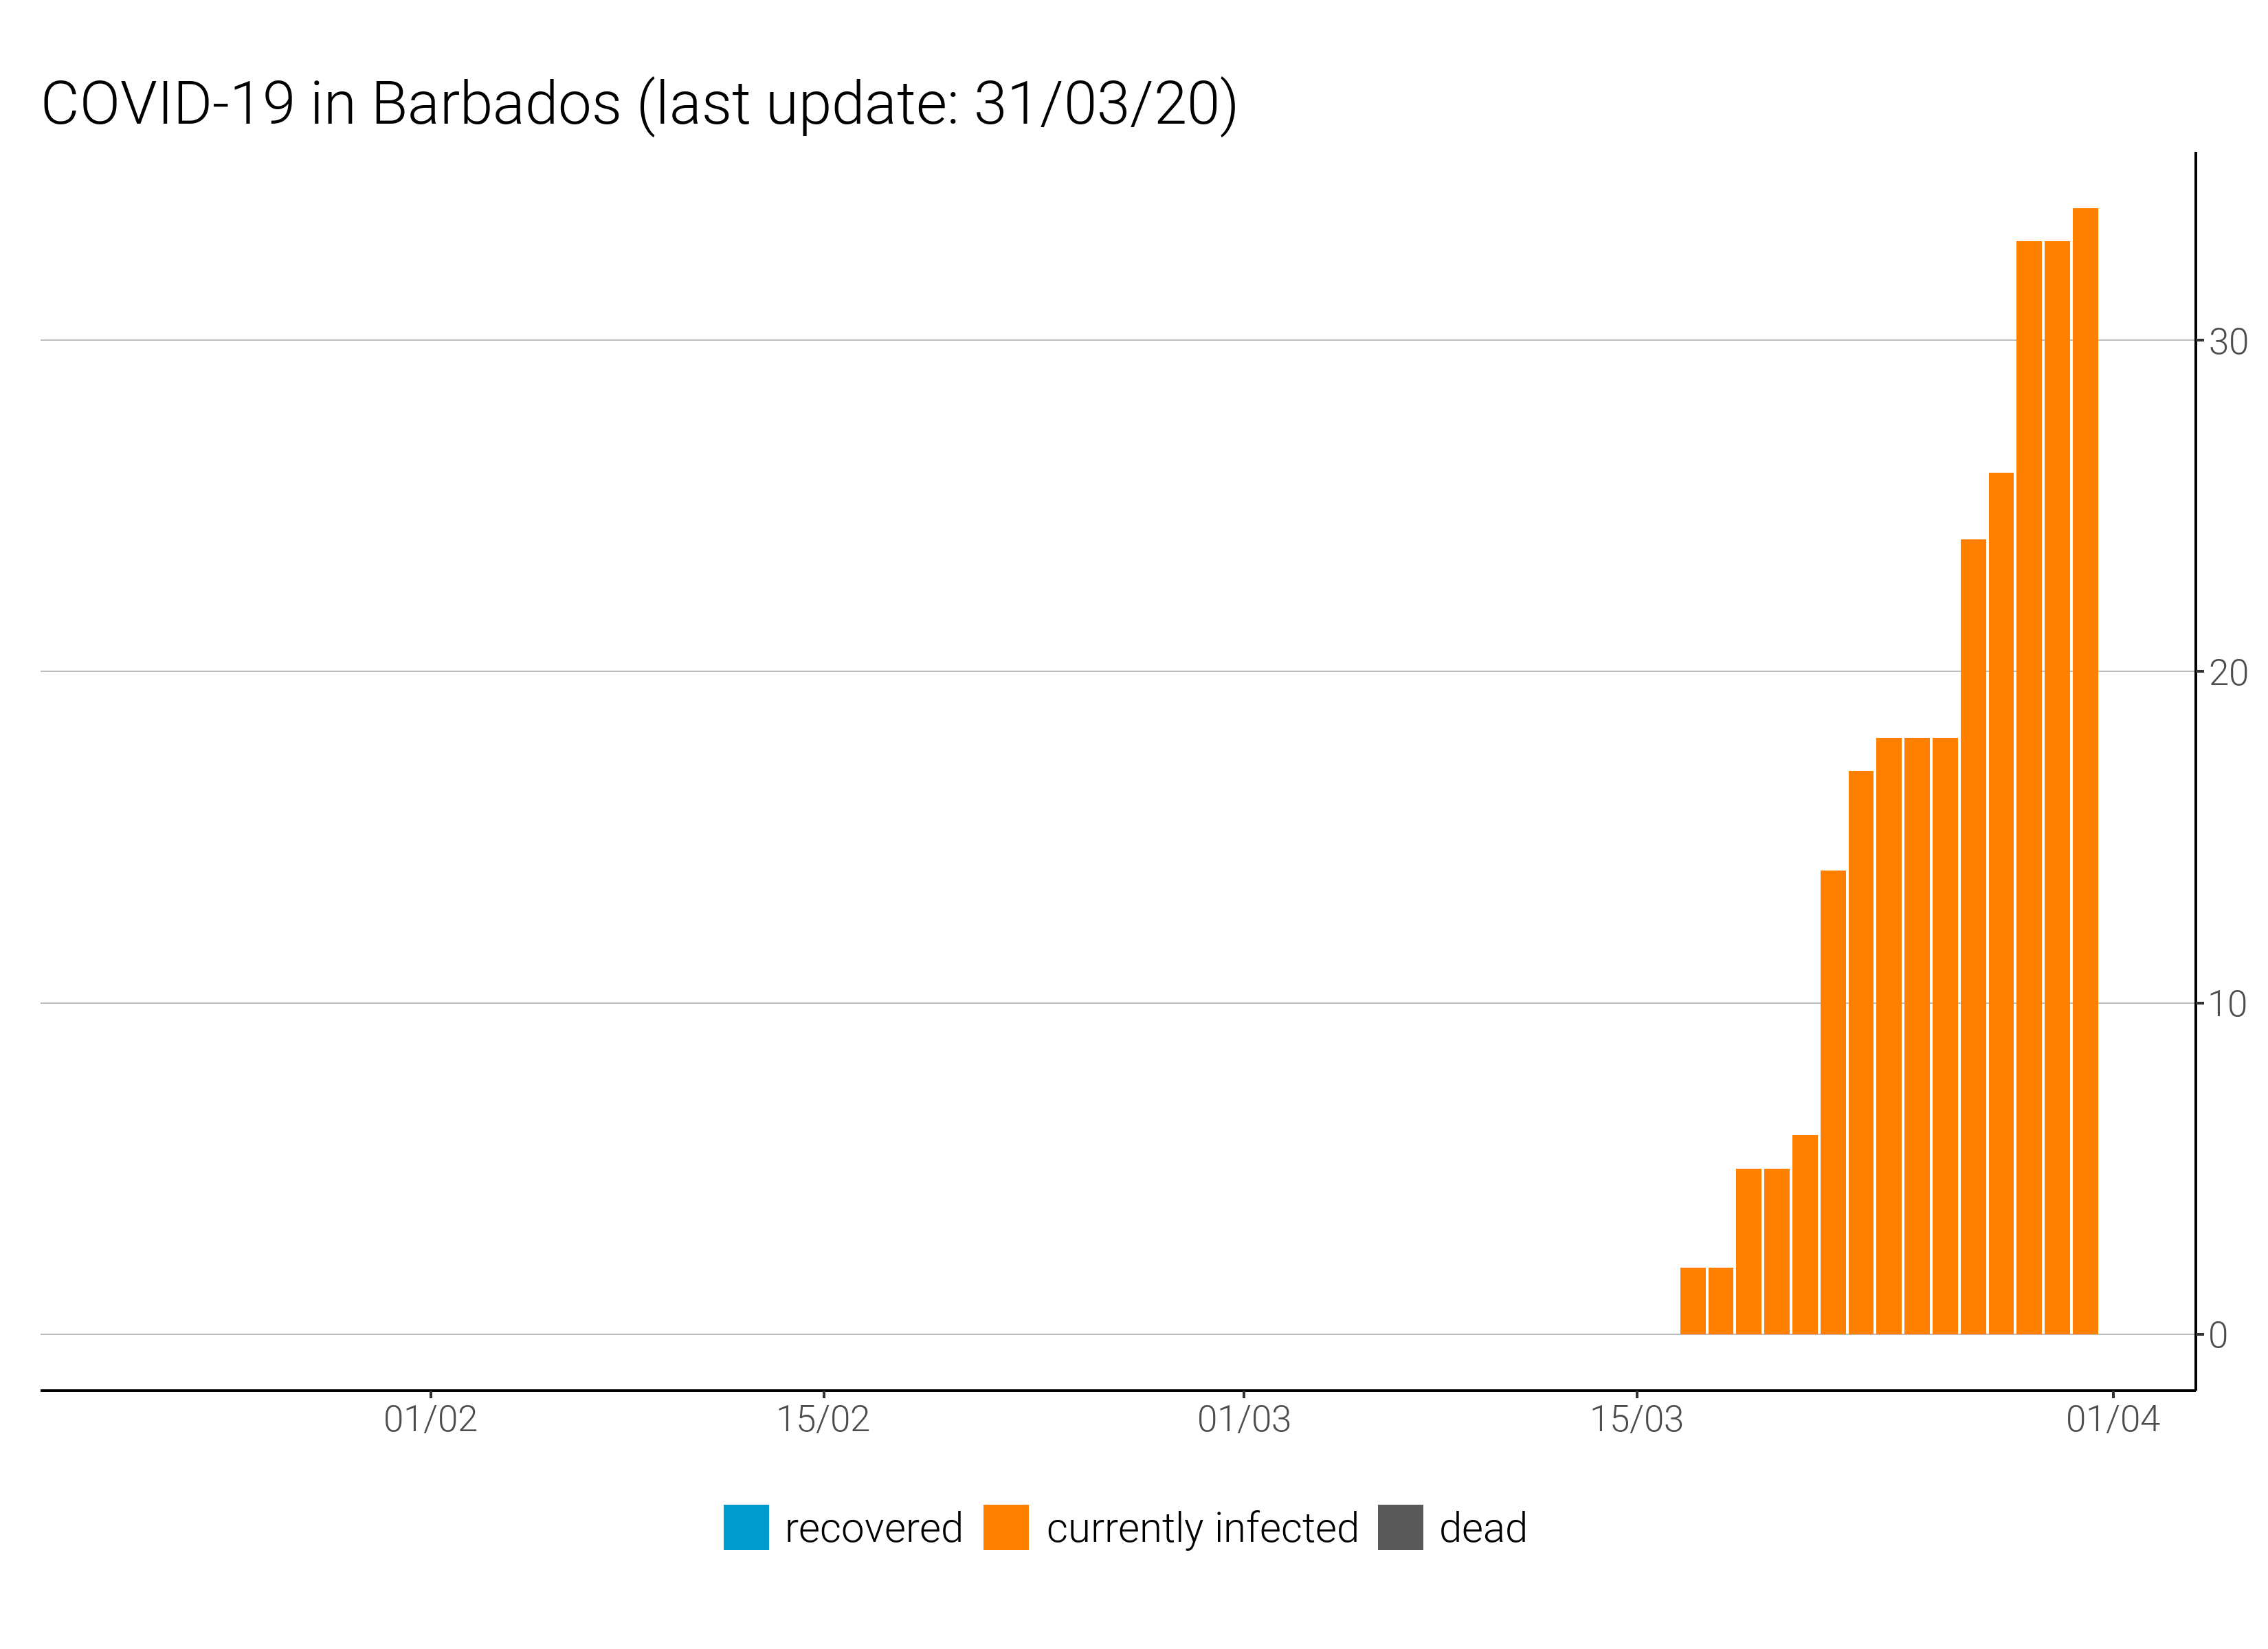 COVID-19 in Barbados (last update: 31/03/20)
30
20
10
0
01/02 15/02 01/03 15/03 01/04
recovered currently infected dead